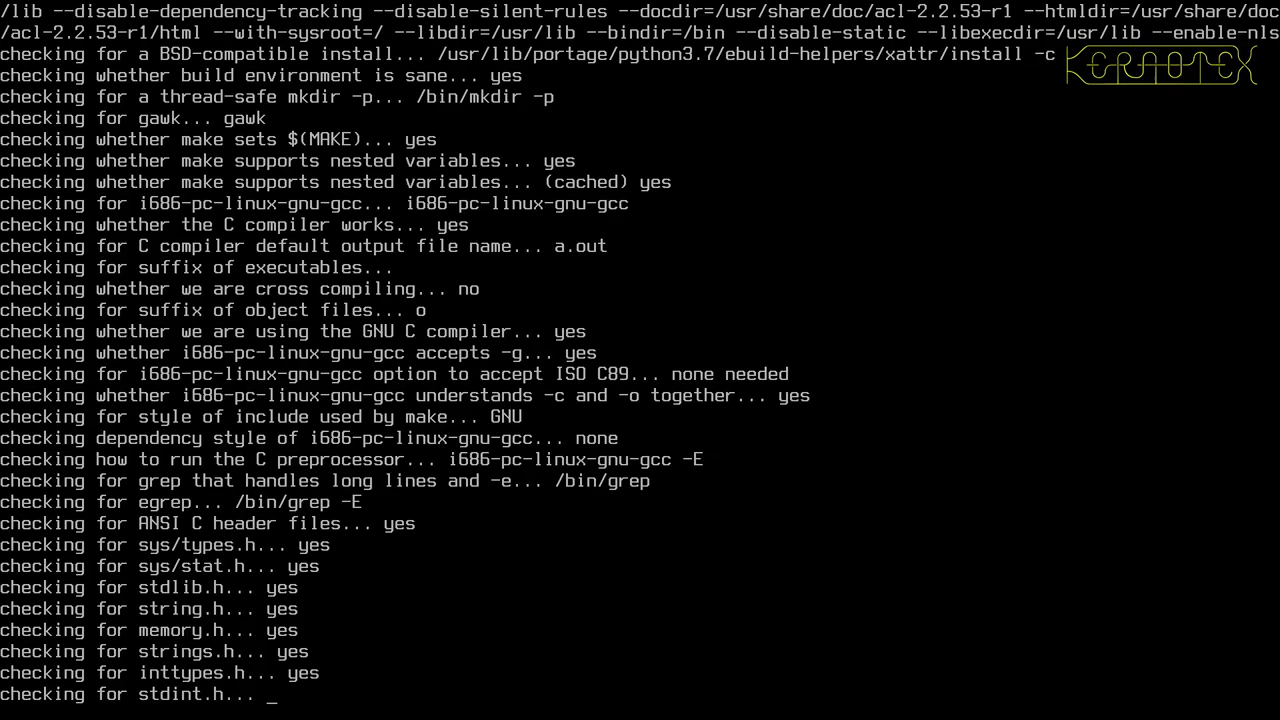 /lib --disable-dependency-tracking --disable-silent-rules --docdir=/usr/share/doc/acl-2.2.53-r1 --htmldir=/usr/share/doc
/acl-2.2.53-r1/html --with-sysroot=/ --libdir=/usr/lib --bindir=/bin --disable-static --libexecdir=/usr/lib --enable-nls
checking for a BSD-compatible install... /usr/lib/portage/python3.7/ebuild-helpers/xattr/install -c
KERNOTEX
checking whether build environment is sane... yes
checking for a thread-safe mkdir -p... /bin/mkdir -p
checking for gawk... gawk
checking whether make sets $(MAKE)... yes
checking whether make supports nested variables... yes
checking whether make supports nested variables... (cached) yes
checking for i686-pc-linux-gnu-gcc... i686-pc-linux-gnu-gcc
checking whether the C compiler works... yes
checking for C compiler default output file name... a.out
checking for suffix of executables...
checking whether we are cross compiling... no
checking for suffix of object files... o
checking whether we are using the GNU C compiler... yes
checking whether i686-pc-linux-gnu-gcc accepts -g... yes
checking for i686-pc-linux-gnu-gcc option to accept ISO C89... none needed
checking whether i686-pc-linux-gnu-gcc understands -c and -o together... yes
checking for style of include used by make... GNU
checking dependency style of i686-pc-linux-gnu-gcc... none
checking how to run the C preprocessor... i686-pc-linux-gnu-gcc -E
checking for grep that handles long lines and -e... /bin/grep
checking for egrep... /bin/grep -E
checking for ANSI C header files... yes
checking for sys/types.h... yes
checking for sys/stat.h... yes
checking for stdlib.h... yes
checking for string.h... yes
checking for memory.h... yes
checking for strings.h... yes
checking for inttypes.h... yes
checking for stdint.h... _